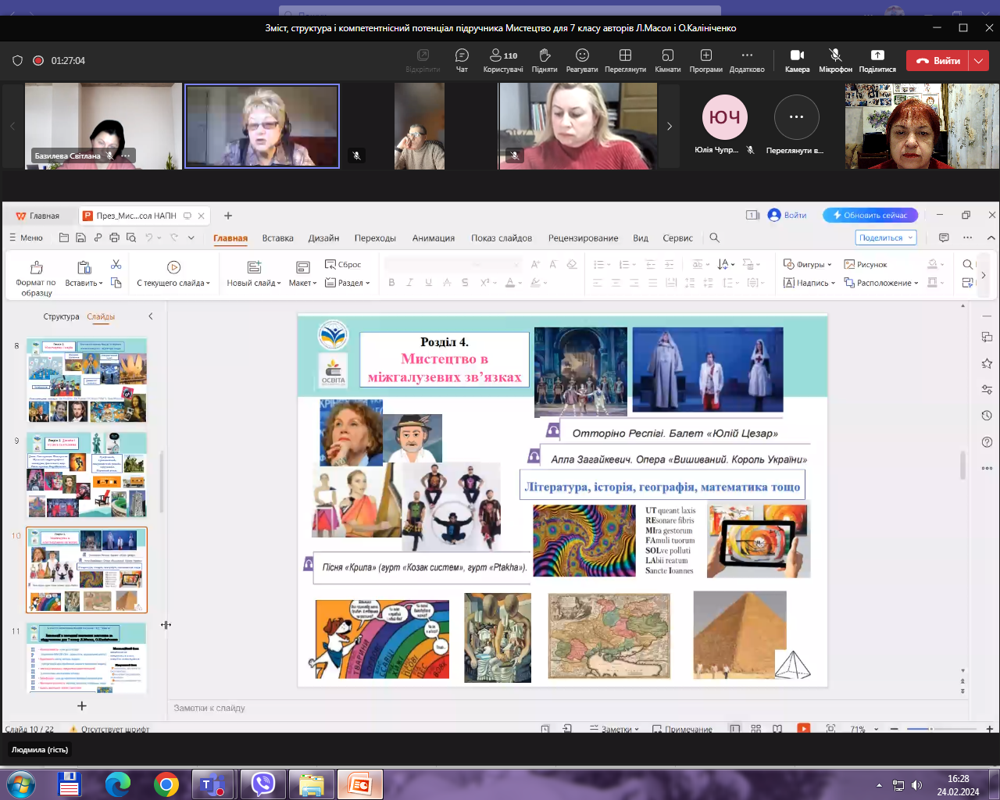 Зміст, структура і компетентнісний потенціал підручника Мистецтво для 7 класу авторів Л.Масол і О.Калініченко
01:27:04
Відкріпити
Чат
110
Користувачі
Підняти
Реагувати
Переглянути
Кімнати
Програми
Додатково
Камера
Мікрофон
Поділитися
Вийти
Базилева Світлана
ЮЧ
Юлія Чупр...
Переглянути в...
Главная
През_Мис...сол НАПН
Войти
Обновить сейчас
Меню
Главная
Вставка
Дизайн
Переходы
Анимация
Показ слайдов
Рецензирование
Вид
Сервис
Поделиться
Формат по образцу
Вставить
С текущего слайда
Новый слайд
Макет
Сброс
Раздел
Фигуры
Рисунок
Надпись
Расположение
Структура
Слайды
8
9
10
11
ОСВІТА
Розділ 4.
Мистецтво в
міжгалузевих зв’язках
Отторіно Респігі. Балет «Юлій Цезар»
Алла Загайкевич. Опера «Вишиваний. Король України»
Література, історія, географія, математика тощо
UT queant laxis
REsonare fibris
MIra gestorum
FAmuli tuorum
SOLve polluti
LAbii reatum
Sancte Ioannes
Пісня «Крила» (гурт «Козак систем», гурт «Ptakha»).
ТВАРИНИ
Заметки к слайду
Слайд 10 / 22
Отсутствует шрифт
Заметки
Примечание
71%
Людмила (гість)
16:28
24.02.2024